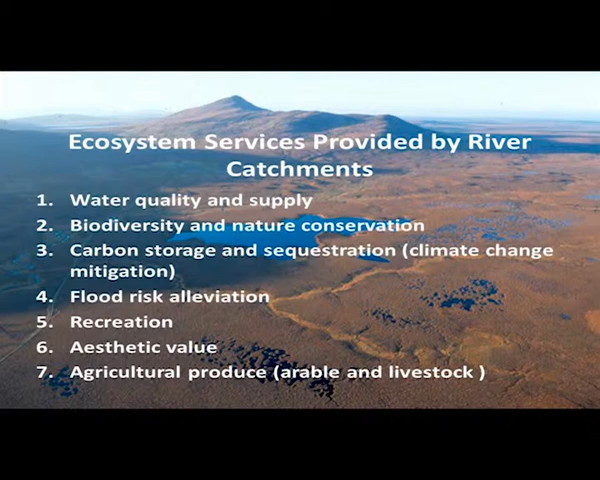 Ecosystem Services Provided by River
Catchments
1. Water quality and supply
2. Biodiversity and nature conservation
3. Carbon storage and sequestration (climate change
mitigation)
4. Flood risk alleviation
5. Recreation
6. Aesthetic value
7. Agricultural produce (arable and livestock )